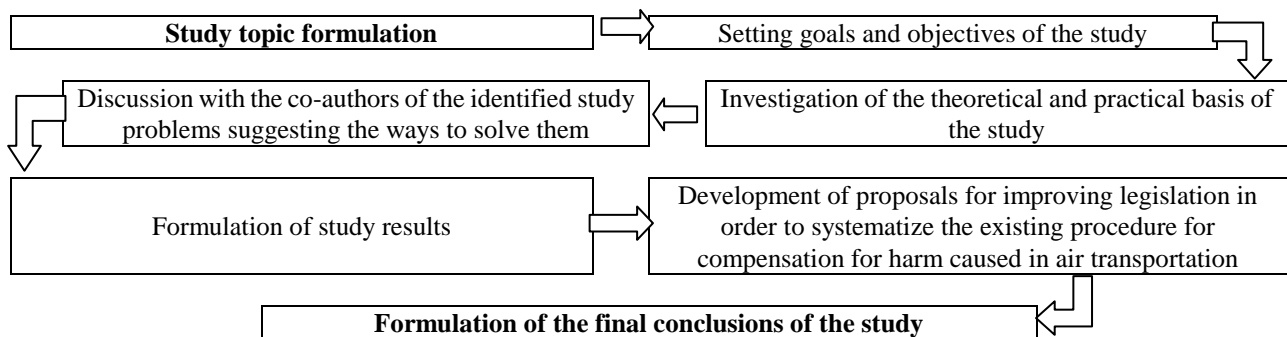 Study topic formulation
Setting goals and objectives of the study
Investigation of the theoretical and practical basis of
the study
Discussion with the co-authors of the identified study
problems suggesting the ways to solve them
Formulation of study results
Development of proposals for improving legislation in
order to systematize the existing procedure for
compensation for harm caused in air transportation
Formulation of the final conclusions of the study